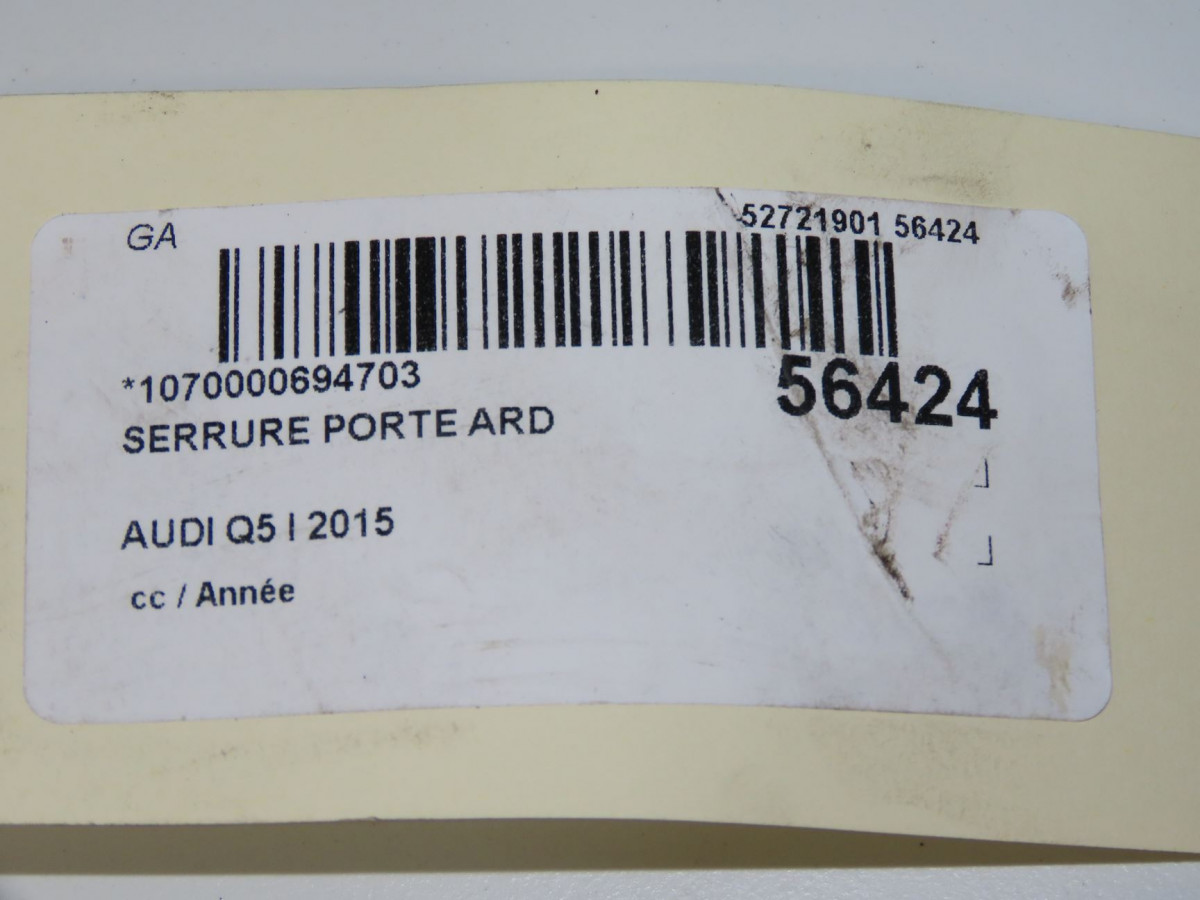 GA
52721901 56424
*1070000694703
56424
SERRURE PORTE ARD
AUDI Q5 I 2015
cc / Année